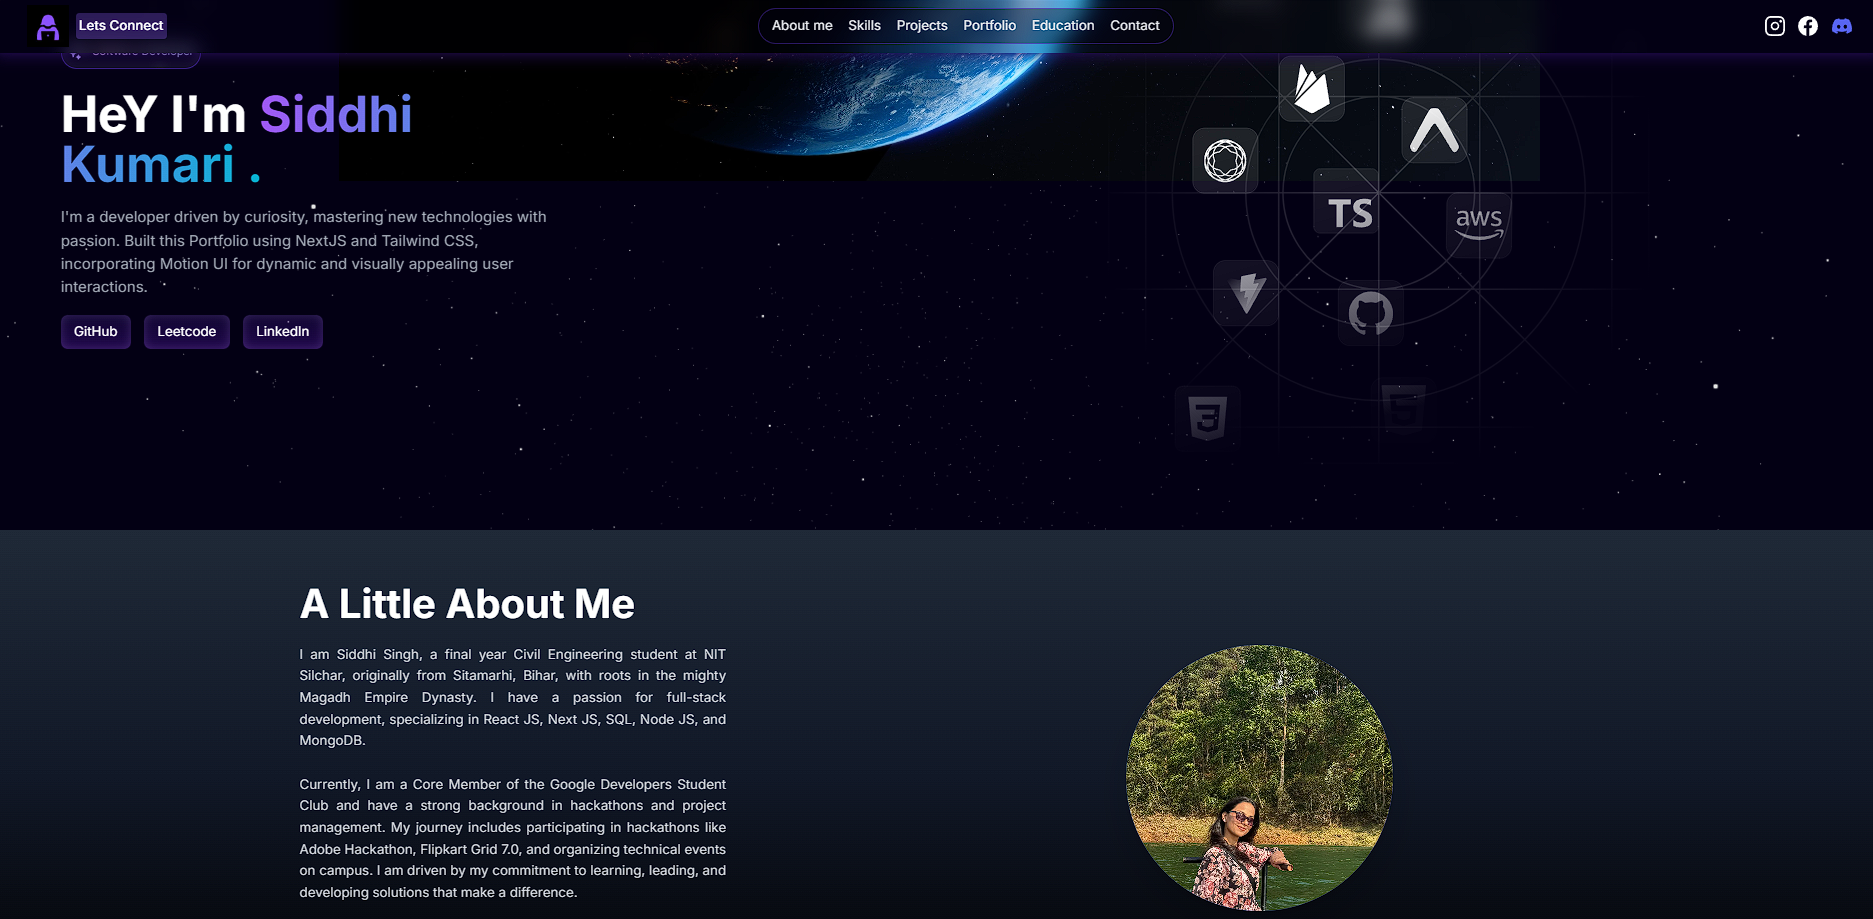 Lets Connect
About me Skills Projects Portfolio Education Contact
Software Developer
HeY I'm Siddhi
Kumari .
I'm a developer driven by curiosity, mastering new technologies with
passion. Built this Portfolio using NextJS and Tailwind CSS,
incorporating Motion UI for dynamic and visually appealing user
interactions.
GitHub Leetcode LinkedIn
TS
aws
3
5
A Little About Me
I am Siddhi Singh, a final year Civil Engineering student at NIT
Silchar, originally from Sitamarhi, Bihar, with roots in the mighty
Magadh Empire Dynasty. I have a passion for full-stack
development, specializing in React JS, Next JS, SQL, Node JS, and
MongoDB.
Currently, I am a Core Member of the Google Developers Student
Club and have a strong background in hackathons and project
management. My journey includes participating in hackathons like
Adobe Hackathon, Flipkart Grid 7.0, and organizing technical events
on campus. I am driven by my commitment to learning, leading, and
developing solutions that make a difference.